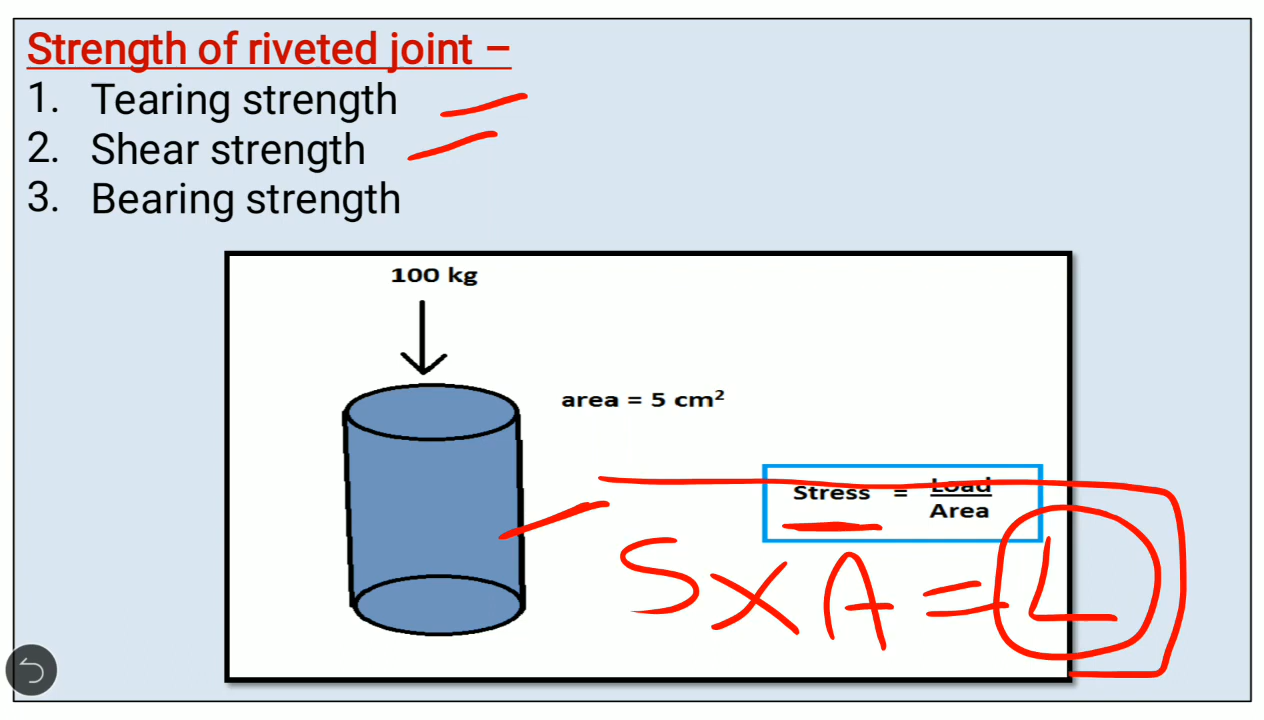 Strength of riveted joint –
1. Tearing strength
2. Shear strength
3. Bearing strength
100 kg
area = 5 cm²
Stress = Load
Area
S X A = L